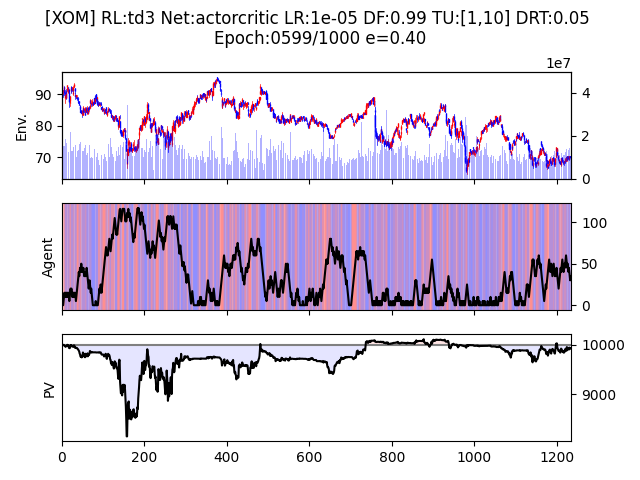 [XOM] RL:td3 Net:actorcritic LR:1e-05 DF:0.99 TU:[1,10] DRT:0.05
Epoch:0599/1000 e=0.40
1e7
Env.
90
80
70
4
2
0
Agent
100
50
0
PV
10000
9000
0 200 400 600 800 1000 1200